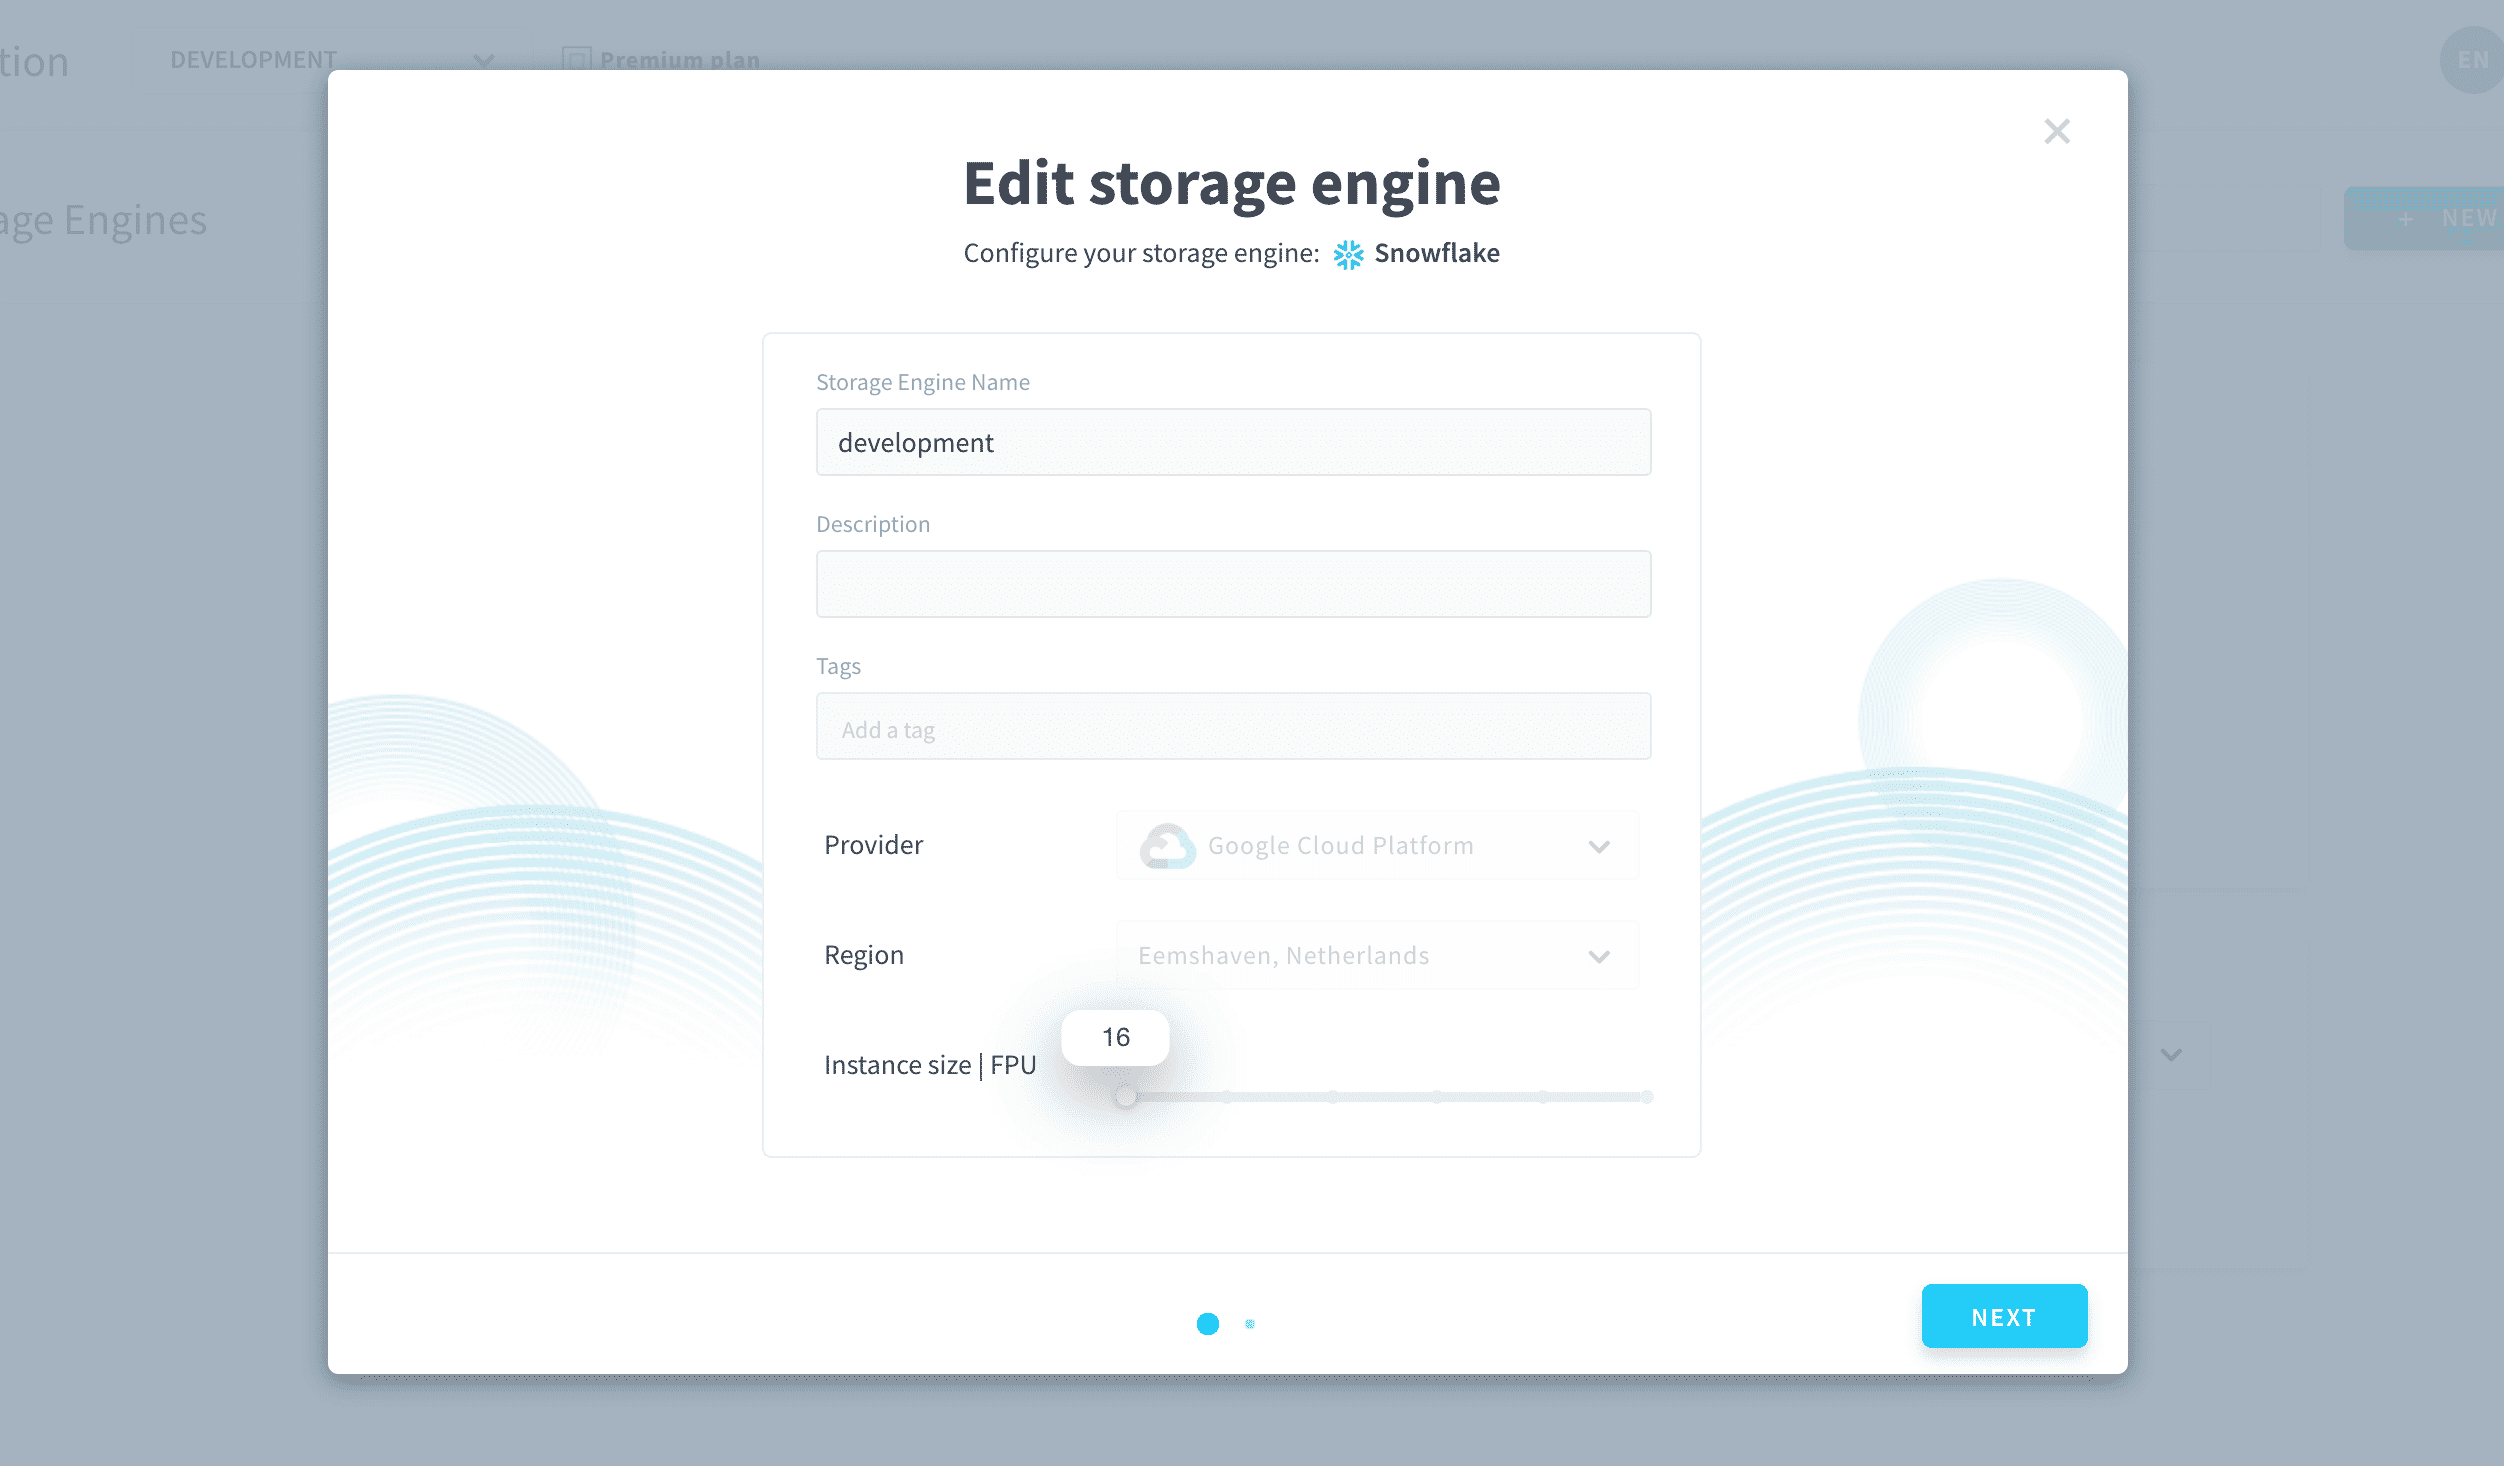 tion
DEVELOPMENT
Premium plan
EN
age Engines
+ NEW
Edit storage engine
Configure your storage engine: Snowflake
Storage Engine Name
development
Description
Tags
Add a tag
Provider
Google Cloud Platform
Region
Eemshaven, Netherlands
16
Instance size | FPU
NEXT